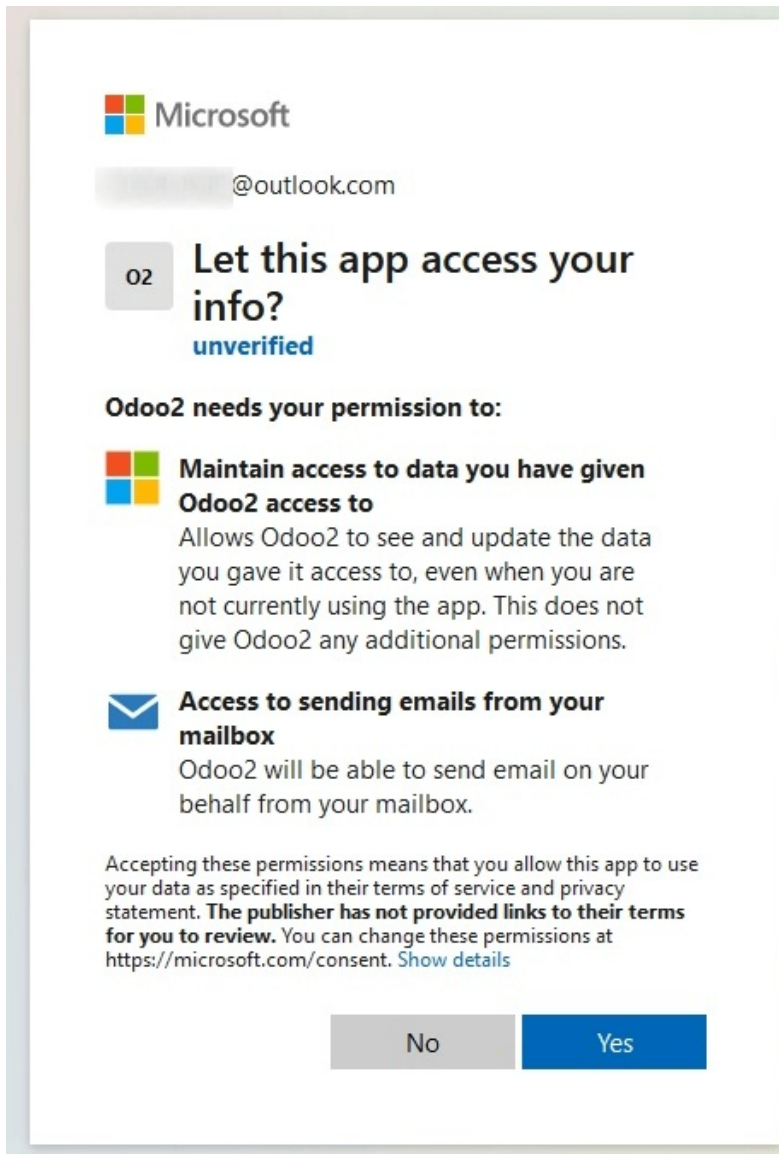 Microsoft
@outlook.com
O2
Let this app access your
info?
unverified
Odoo2 needs your permission to:
Maintain access to data you have given
Odoo2 access to
Allows Odoo2 to see and update the data
you gave it access to, even when you are
not currently using the app. This does not
give Odoo2 any additional permissions.
Access to sending emails from your
mailbox
Odoo2 will be able to send email on your
behalf from your mailbox.
Accepting these permissions means that you allow this app to use
your data as specified in their terms of service and privacy
statement. The publisher has not provided links to their terms
for you to review. You can change these permissions at
https://microsoft.com/consent. Show details
No
Yes